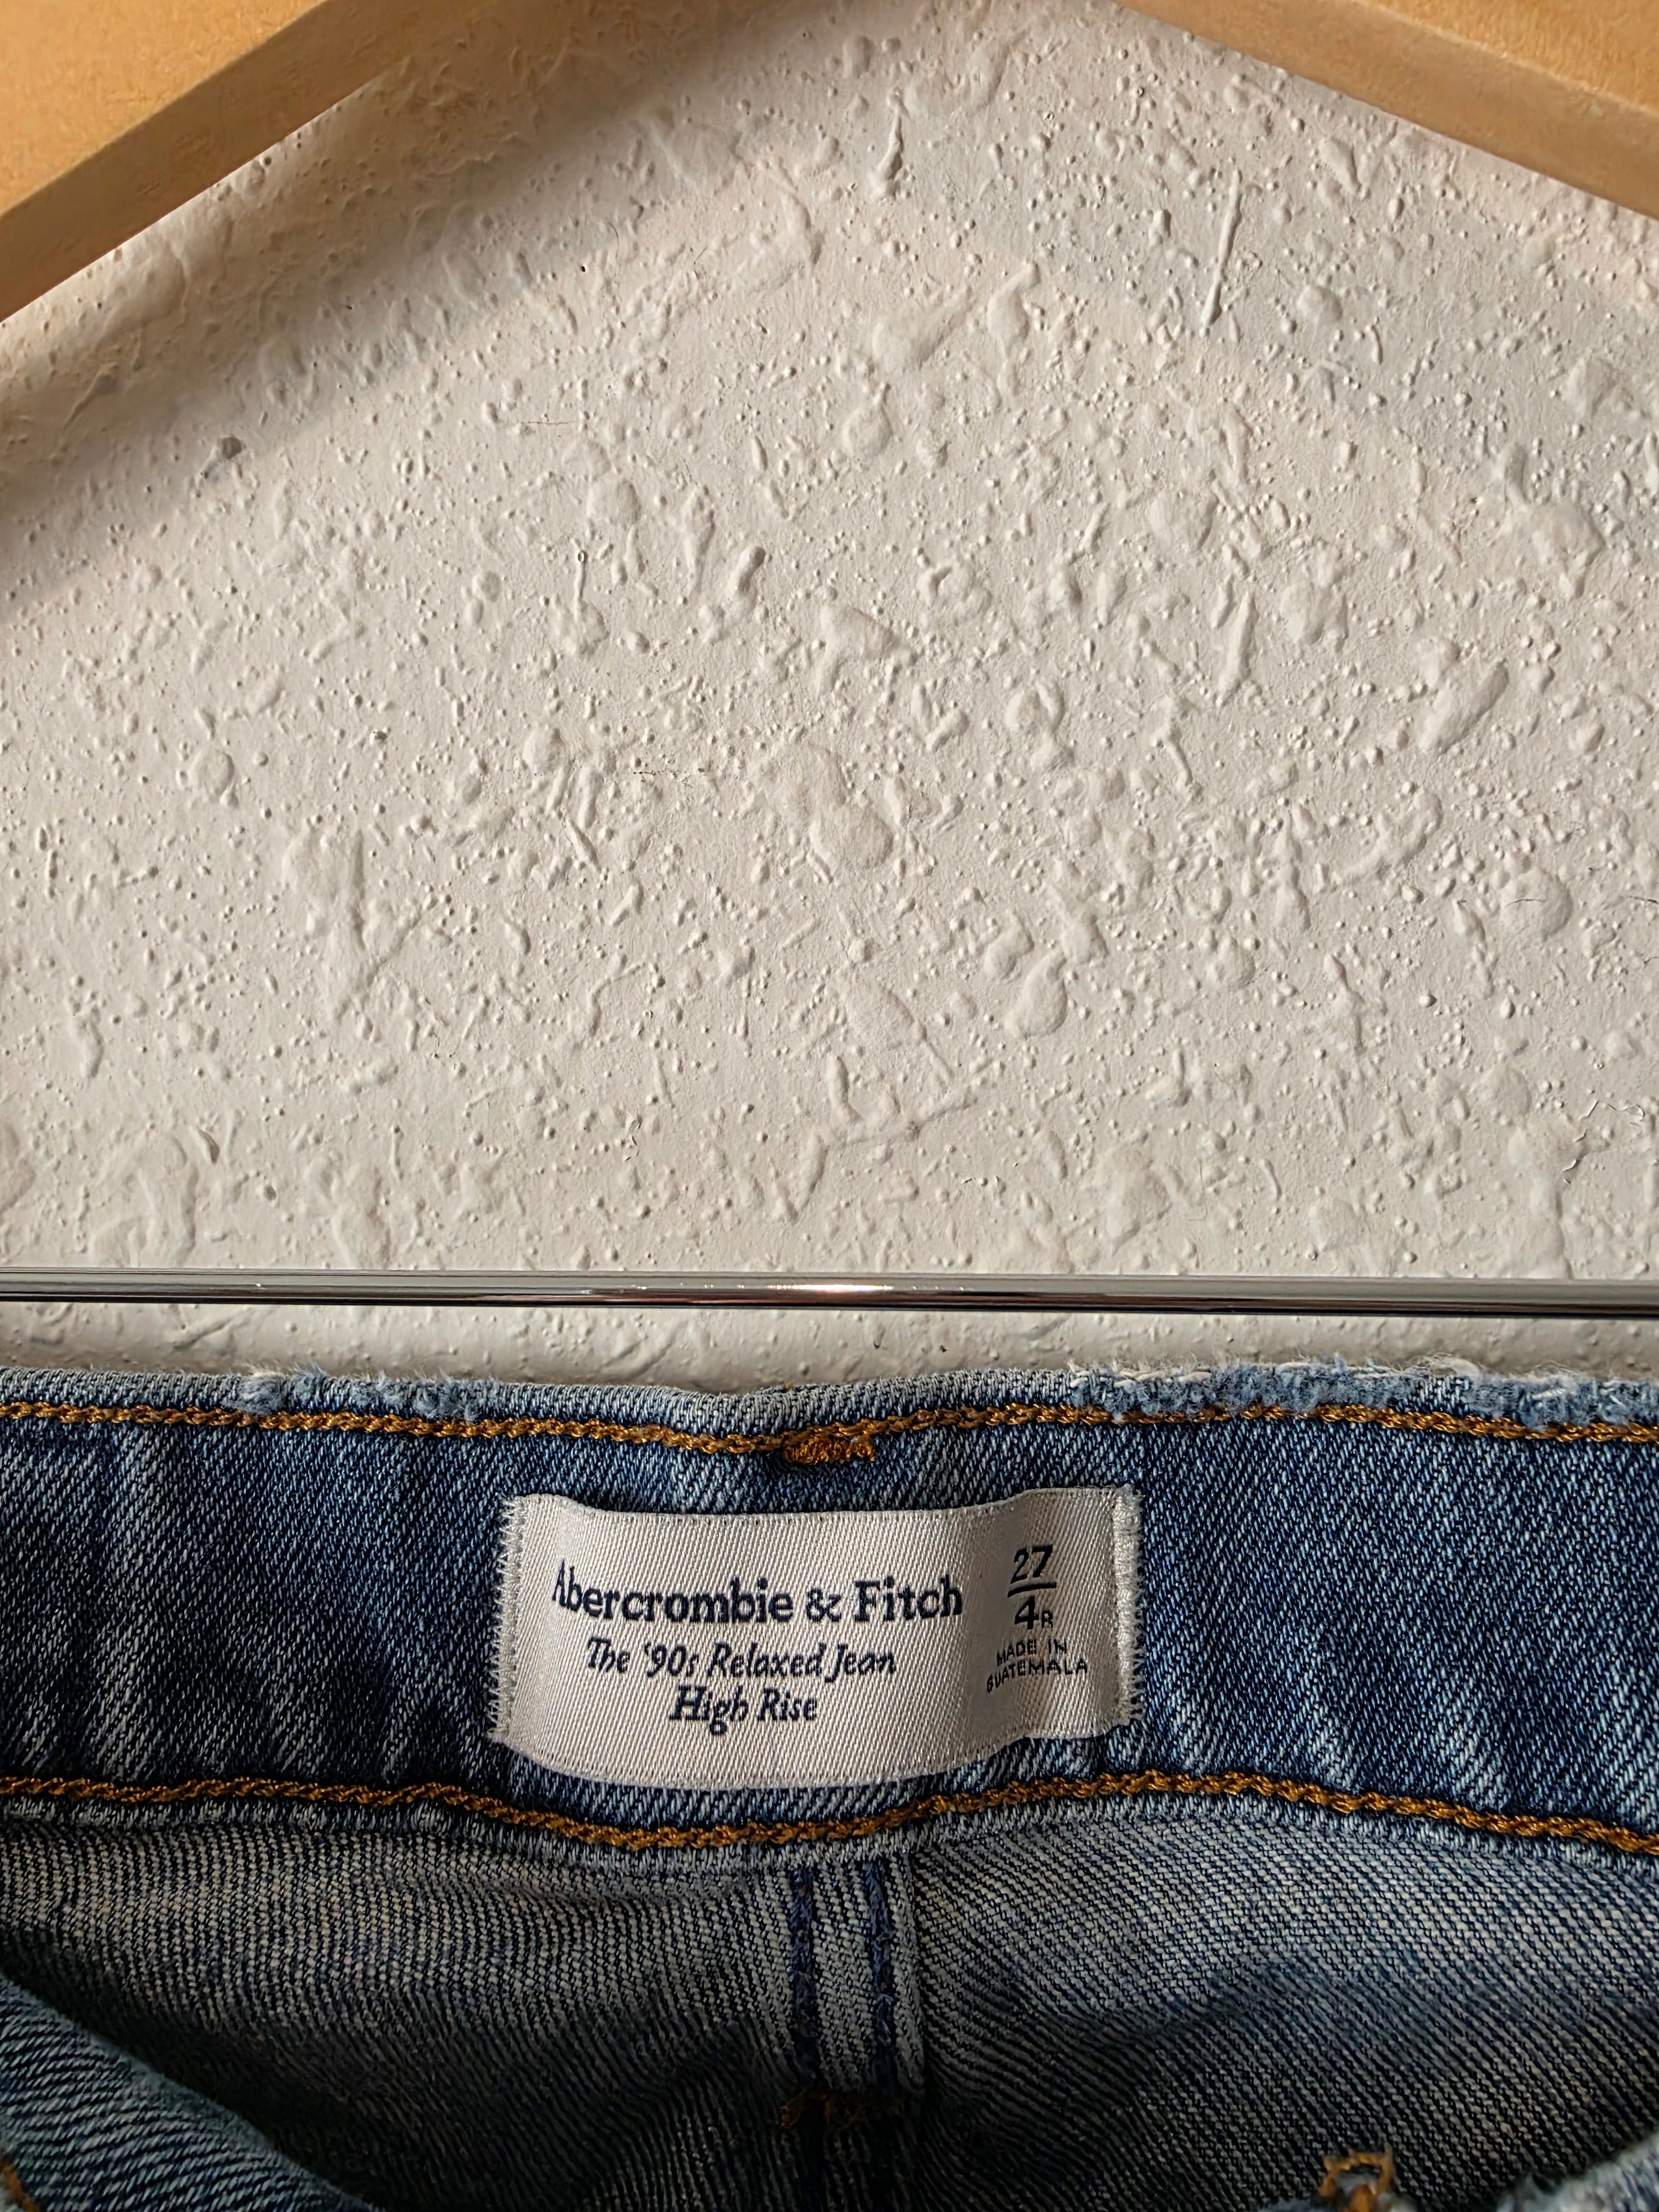 Abercrombie & Fitch
The '90s Relaxed Jean
High Rise
27
4R
MADE IN
GUATEMALA